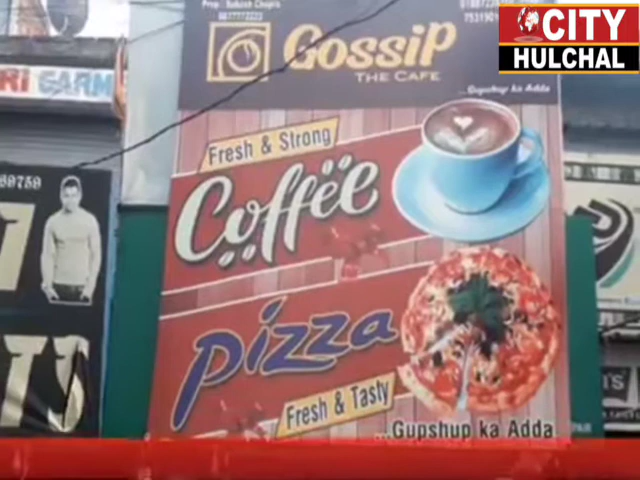 CITY
HULCHAL
Prop : Rakesh Chopra
GossiP
THE CAFE
...Gupshup ka Adda
RI GARM
Fresh & Strong
Coffee
69759
pizza
Fresh & Tasty
...Gupshup ka Adda